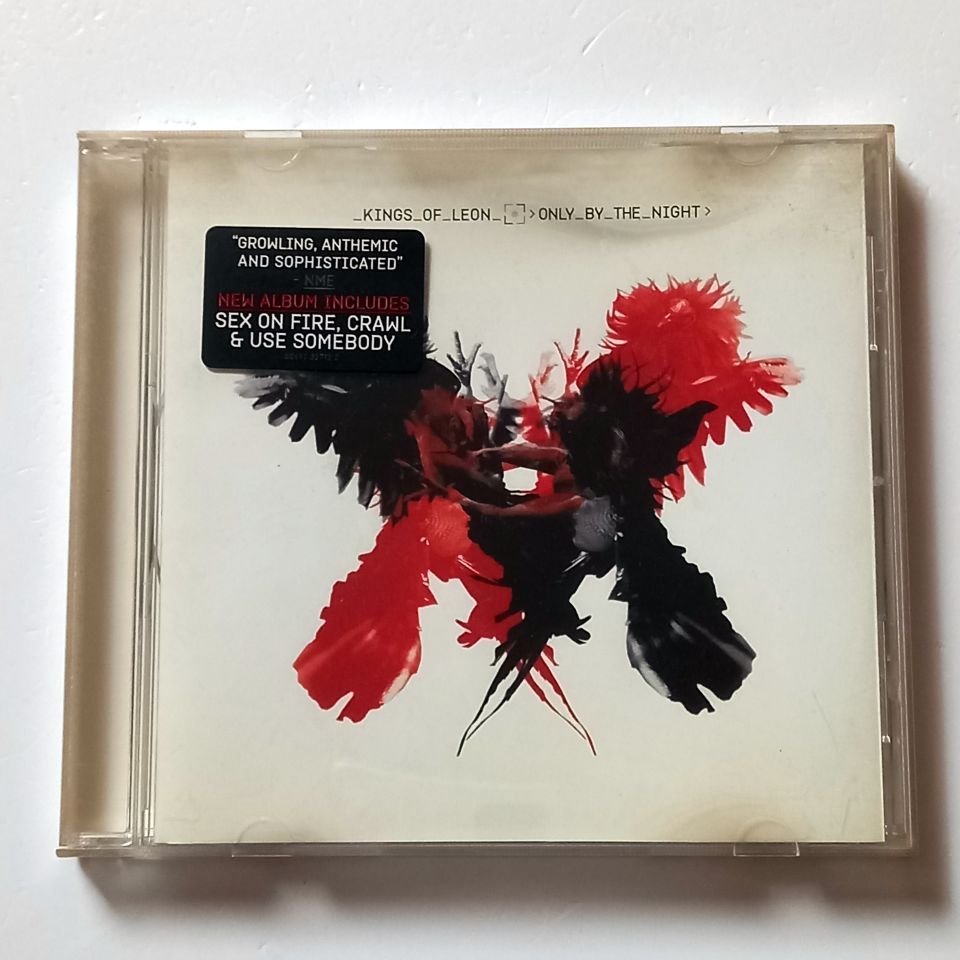 _KINGS_OF_LEON_ >ONLY_BY_THE_NIGHT>
"GROWLING, ANTHEMIC
AND SOPHISTICATED"
- NME
NEW ALBUM INCLUDES
SEX ON FIRE, CRAWL
& USE SOMEBODY